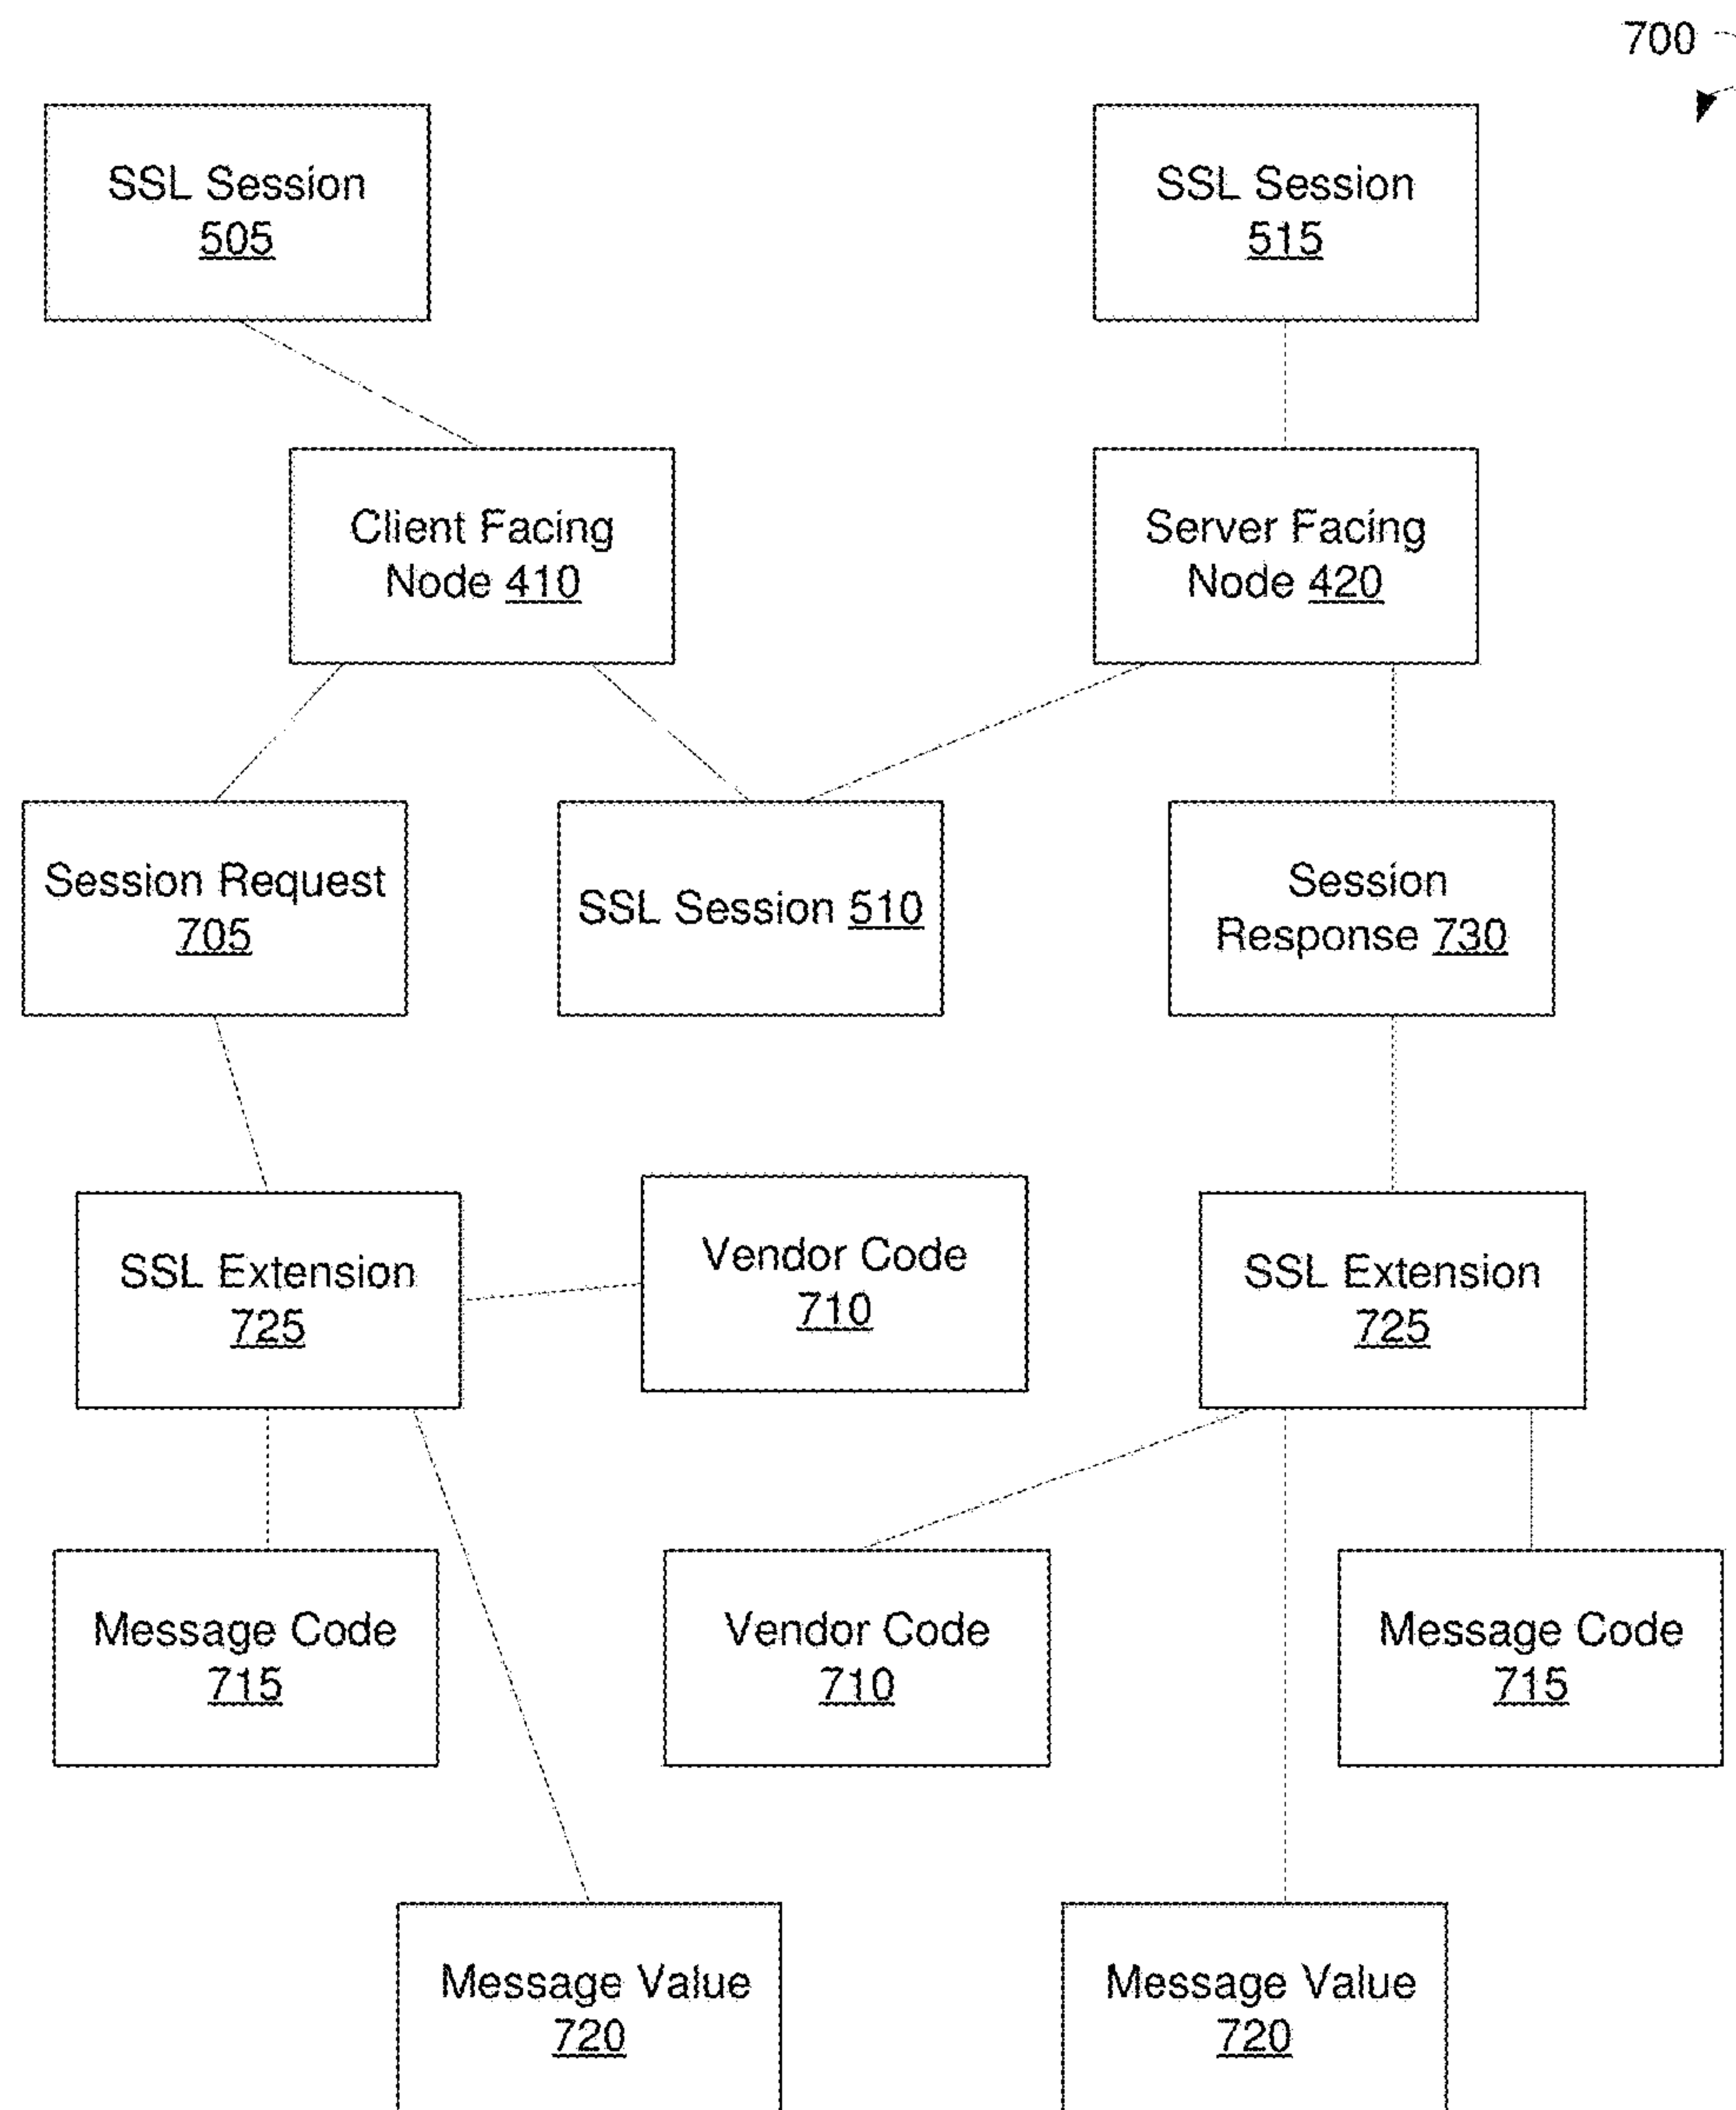 700
SSL Session
505
SSL Session
515
Client Facing
Node 410
Server Facing
Node 420
Session Request
705
SSL Session 510
Session
Response 730
SSL Extension
725
Vendor Code
710
SSL Extension
725
Message Code
715
Vendor Code
710
Message Code
715
Message Value
720
Message Value
720